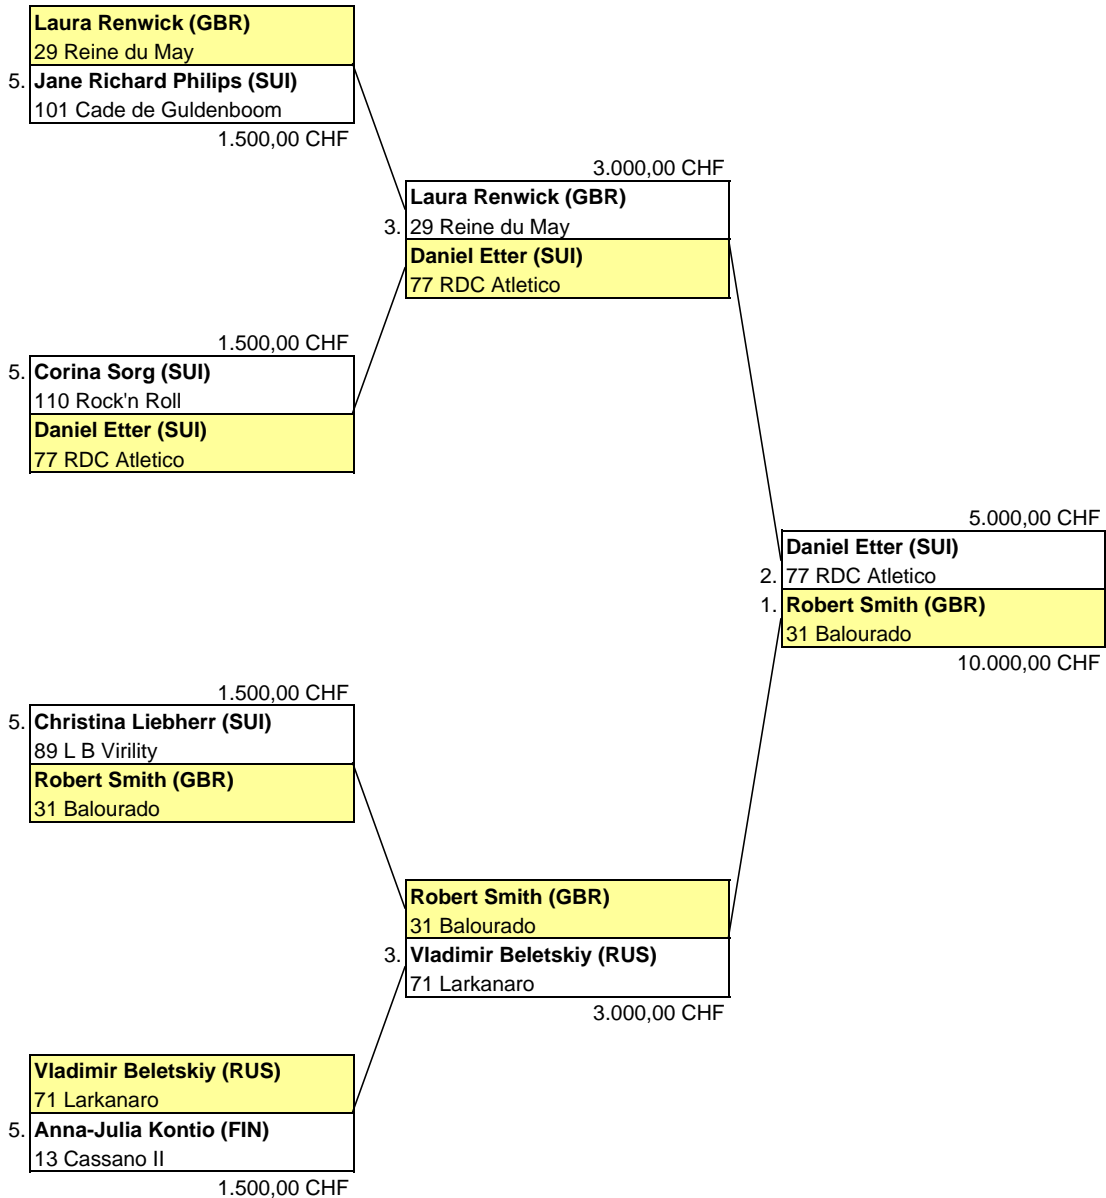 Laura Renwick (GBR)
29 Reine du May
5. Jane Richard Philips (SUI)
101 Cade de Guldenboom
1.500,00 CHF
3.000,00 CHF
Laura Renwick (GBR)
3. 29 Reine du May
Daniel Etter (SUI)
77 RDC Atletico
1.500,00 CHF
5. Corina Sorg (SUI)
110 Rock'n Roll
Daniel Etter (SUI)
77 RDC Atletico
5.000,00 CHF
Daniel Etter (SUI)
2. 77 RDC Atletico
1. Robert Smith (GBR)
31 Balourado
10.000,00 CHF
1.500,00 CHF
5. Christina Liebherr (SUI)
89 L B Virility
Robert Smith (GBR)
31 Balourado
Robert Smith (GBR)
31 Balourado
3. Vladimir Beletskiy (RUS)
71 Larkanaro
3.000,00 CHF
Vladimir Beletskiy (RUS)
71 Larkanaro
5. Anna-Julia Kontio (FIN)
13 Cassano II
1.500,00 CHF